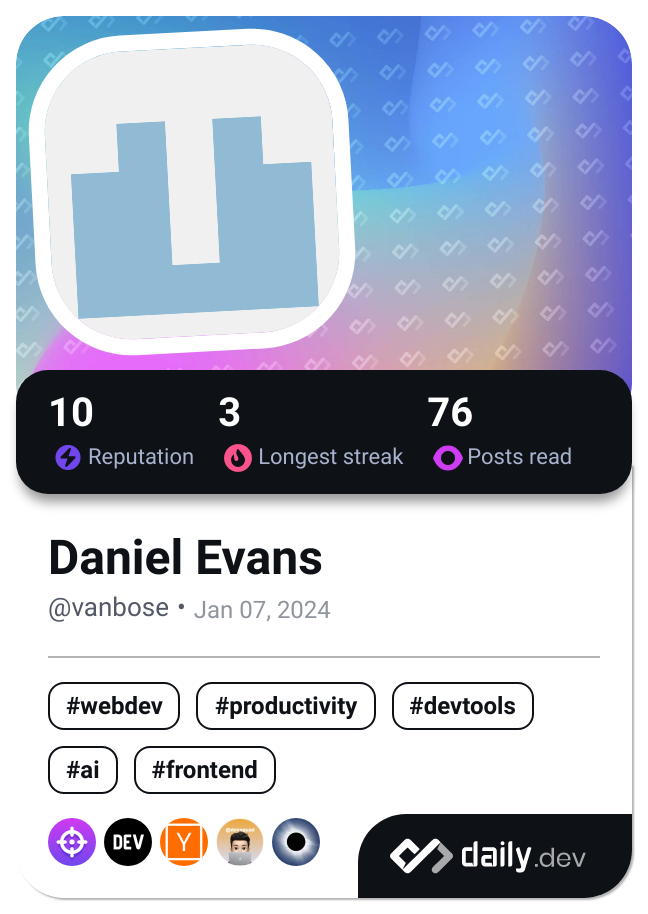 10 3 76
Reputation Longest streak Posts read
Daniel Evans
@vanbose • Jan 07, 2024
#webdev #productivity #devtools
#ai #frontend
DEV Y daily.dev